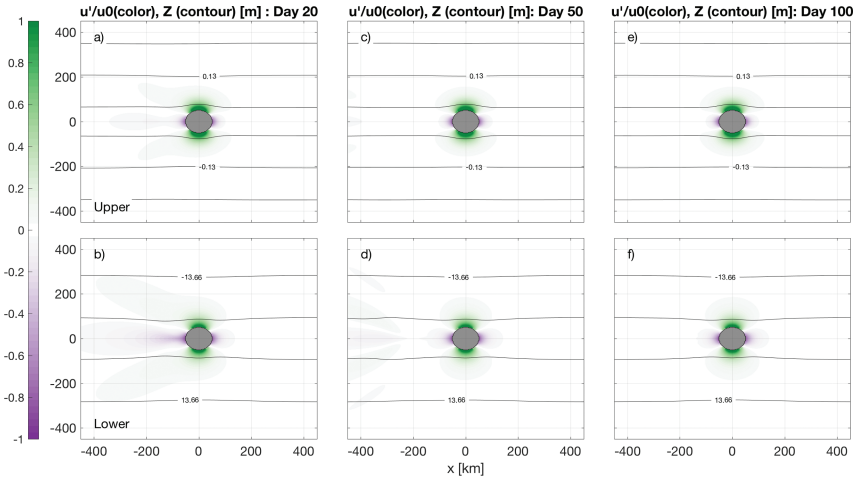 u'/u0(color), Z (contour) [m] : Day 20
u'/u0(color), Z (contour) [m]: Day 50
u'/u0(color), Z (contour) [m]: Day 100
1
0.8
0.6
0.4
0.2
0
-0.2
-0.4
-0.6
-0.8
-1
400
200
0
-200
-400
a)
0.13
-0.13
Upper
c)
0.13
-0.13
e)
0.13
-0.13
400
200
0
-200
-400
b)
-13.66
13.66
Lower
d)
-13.66
13.66
f)
-13.66
13.66
-400 -200 0 200 400
-400 -200 0 200 400
-400 -200 0 200 400
x [km]